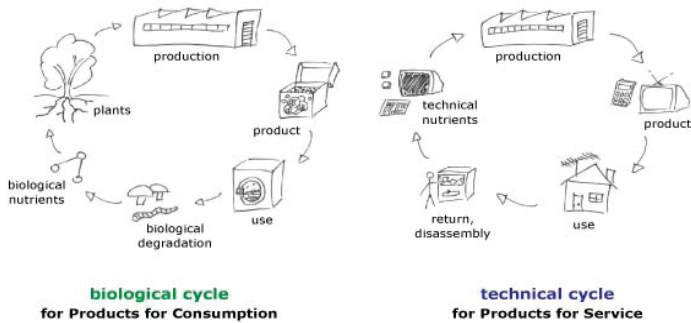 production
plants
product
biological
nutrients
use
biological
degradation
biological cycle
for Products for Consumption
production
technical
nutrients
product
return,
disassembly
use
technical cycle
for Products for Service